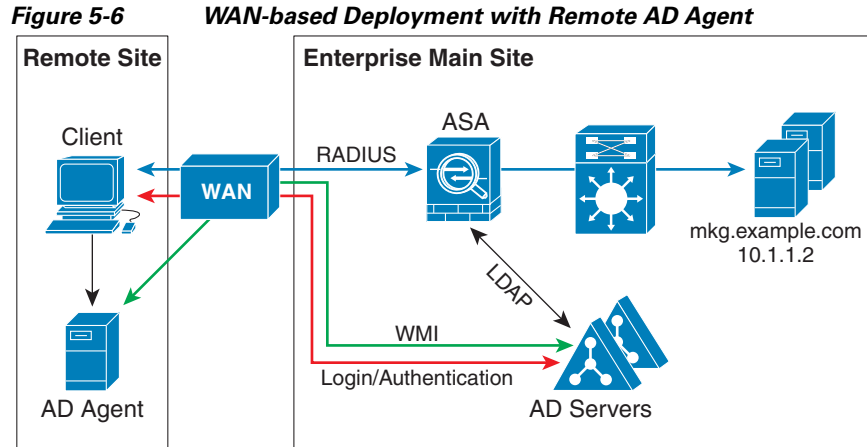 Figure 5-6 WAN-based Deployment with Remote AD Agent
Remote Site
Enterprise Main Site
Client
ASA
RADIUS
WAN
mkg.example.com
10.1.1.2
LDAP
WMI
Login/Authentication
AD Agent
AD Servers